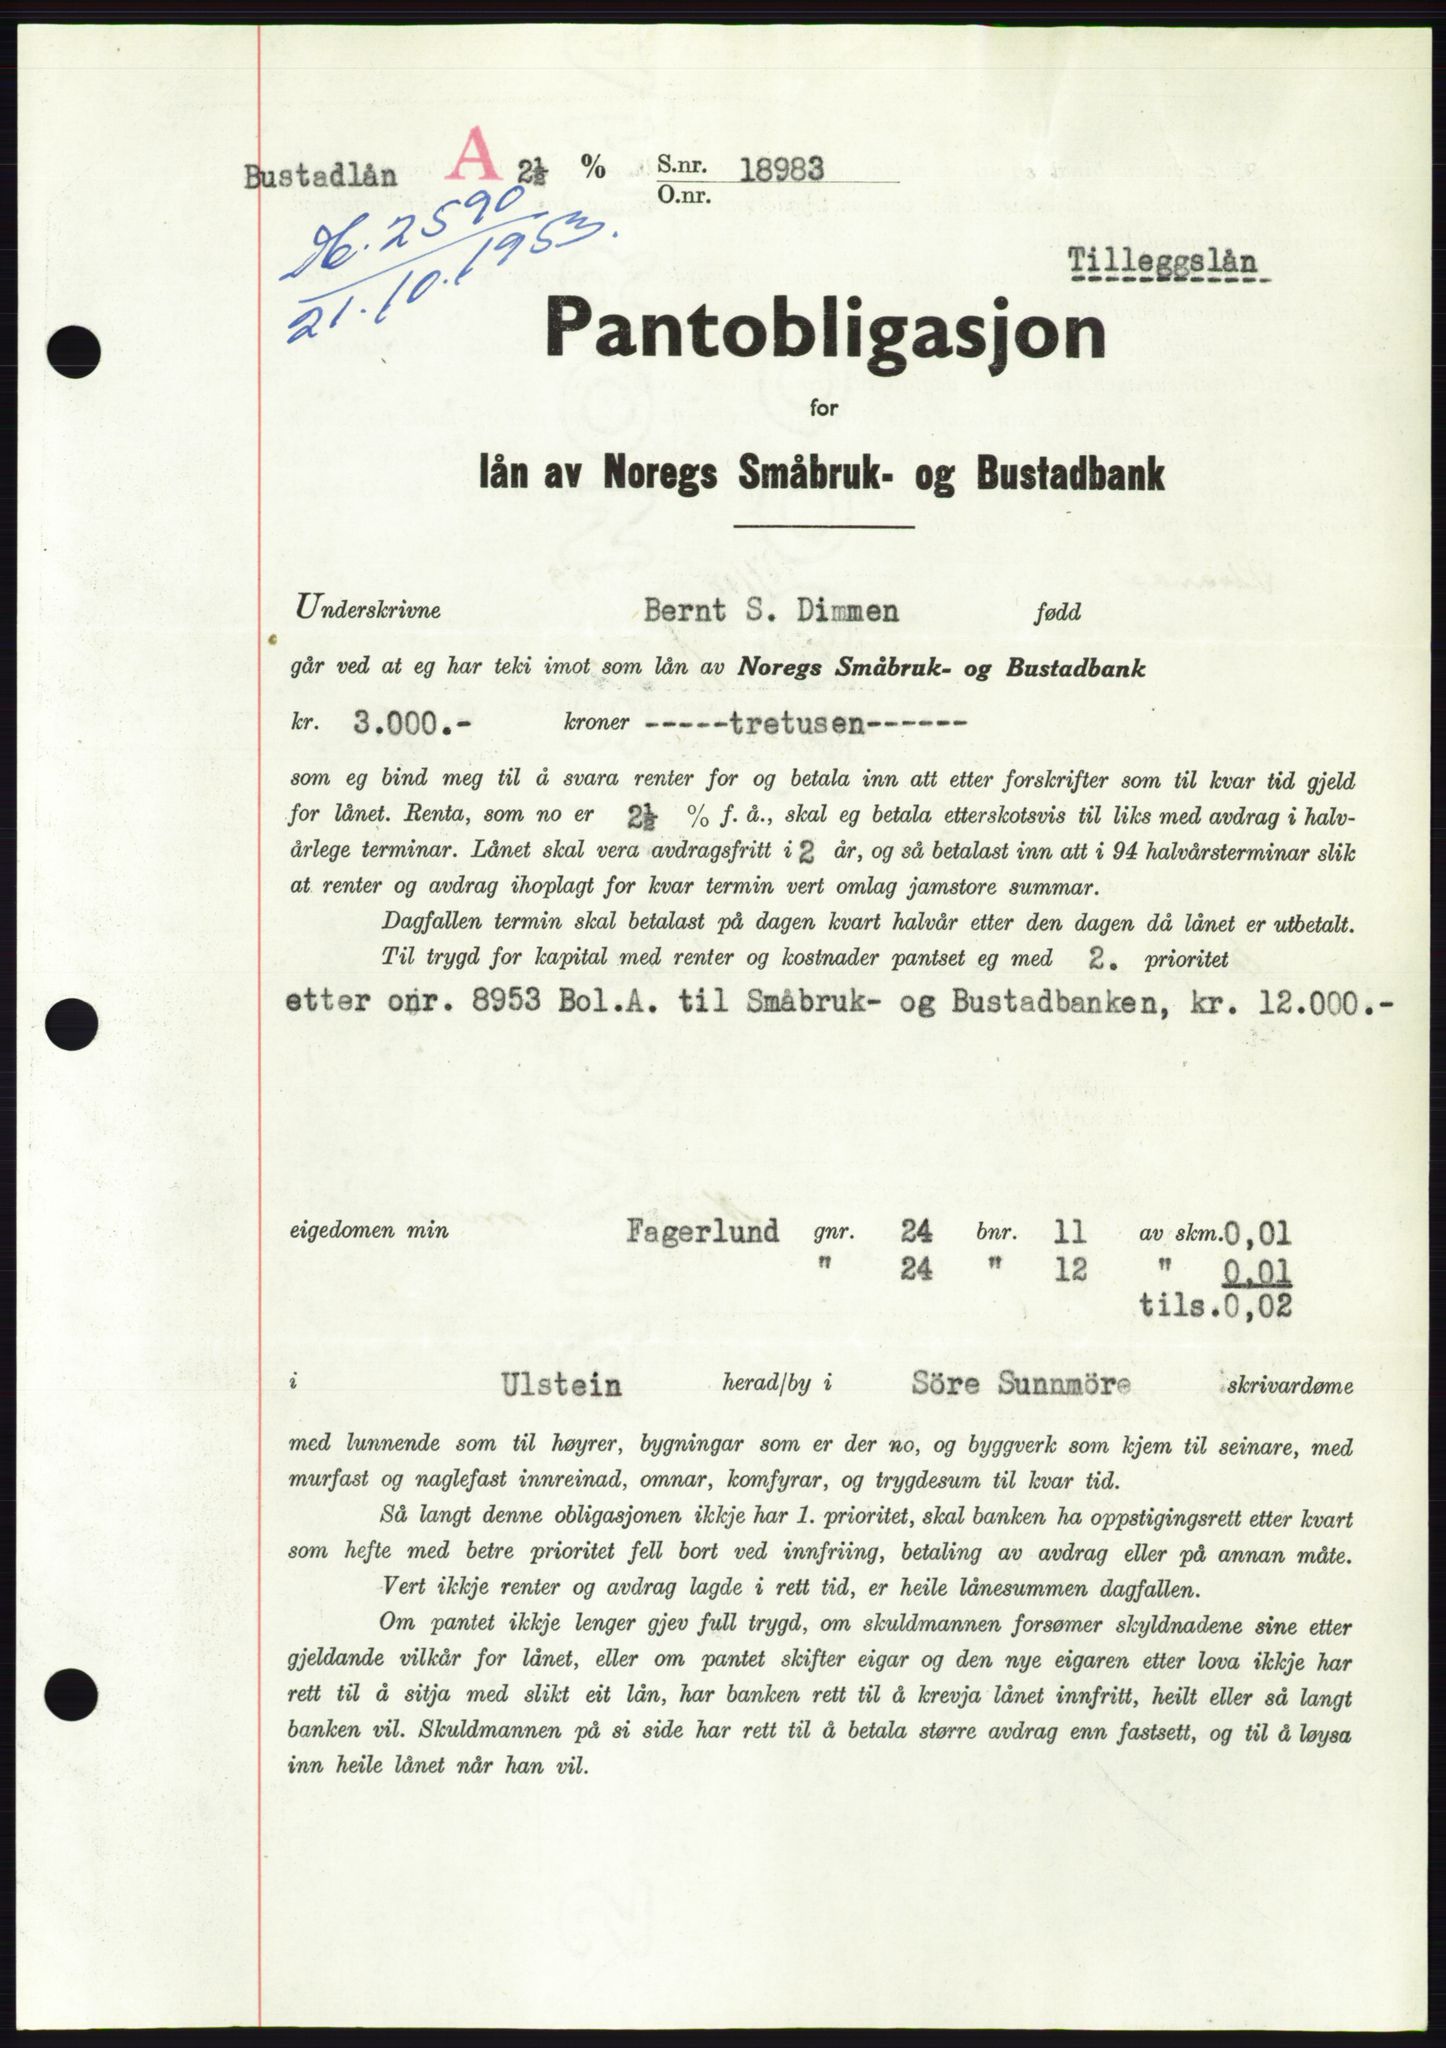 Bustadlån A 2½ % S.nr. 18983
O.nr.
Db. 2590
21.10.1953.
Tilleggslån
Pantobligasjon
for
lån av Noregs Småbruk- og Bustadbank
Underskrivne Bernt S. Dimmen fødd
går ved at eg har teki imot som lån av Noregs Småbruk- og Bustadbank
kr. 3.000.- kroner -----tretusen------
som eg bind meg til å svara renter for og betala inn att etter forskrifter som til kvar tid gjeld
for lånet. Renta, som no er 2½ % f. å., skal eg betala etterskotsvis til liks med avdrag i halv-
årlege terminar. Lånet skal vera avdragsfritt i 2 år, og så betalast inn att i 94 halvårsterminar slik
at renter og avdrag ihoplagt for kvar termin vert omlag jamstore summar.
Dagfallen termin skal betalast på dagen kvart halvår etter den dagen då lånet er utbetalt.
Til trygd for kapital med renter og kostnader pantset eg med 2. prioritet
etter onr. 8953 Bol.A. til Småbruk- og Bustadbanken, kr. 12.000.-
eigedomen min Fagerlund gnr. 24 bnr. 11 av skm. 0,01
" 24 " 12 " 0.01
tils. 0,02
i Ulstein herad/by i Söre Sunnmöre skrivardøme
med lunnende som til høyrer, bygningar som er der no, og byggverk som kjem til seinare, med
murfast og naglefast innreinad, omnar, komfyrar, og trygdesum til kvar tid.
Så langt denne obligasjonen ikkje har 1. prioritet, skal banken ha oppstigingsrett etter kvart
som hefte med betre prioritet fell bort ved innfriing, betaling av avdrag eller på annan måte.
Vert ikkje renter og avdrag lagde i rett tid, er heile lånesummen dagfallen.
Om pantet ikkje lenger gjev full trygd, om skuldmannen forsømer skyldnadene sine etter
gjeldande vilkår for lånet, eller om pantet skifter eigar og den nye eigaren etter lova ikkje har
rett til å sitja med slikt eit lån, har banken rett til å krevja lånet innfritt, heilt eller så langt
banken vil. Skuldmannen på si side har rett til å betala større avdrag enn fastsett, og til å løysa
inn heile lånet når han vil.